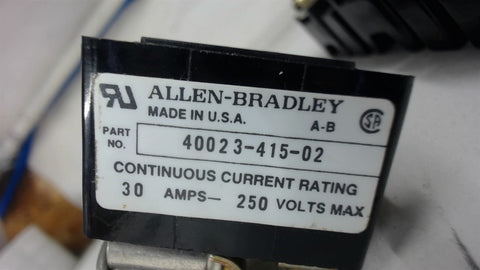 ALLEN-BRADLEY
MADE IN U.S.A. A-B
PART NO. 40023-415-02
CONTINUOUS CURRENT RATING
30 AMPS— 250 VOLTS MAX